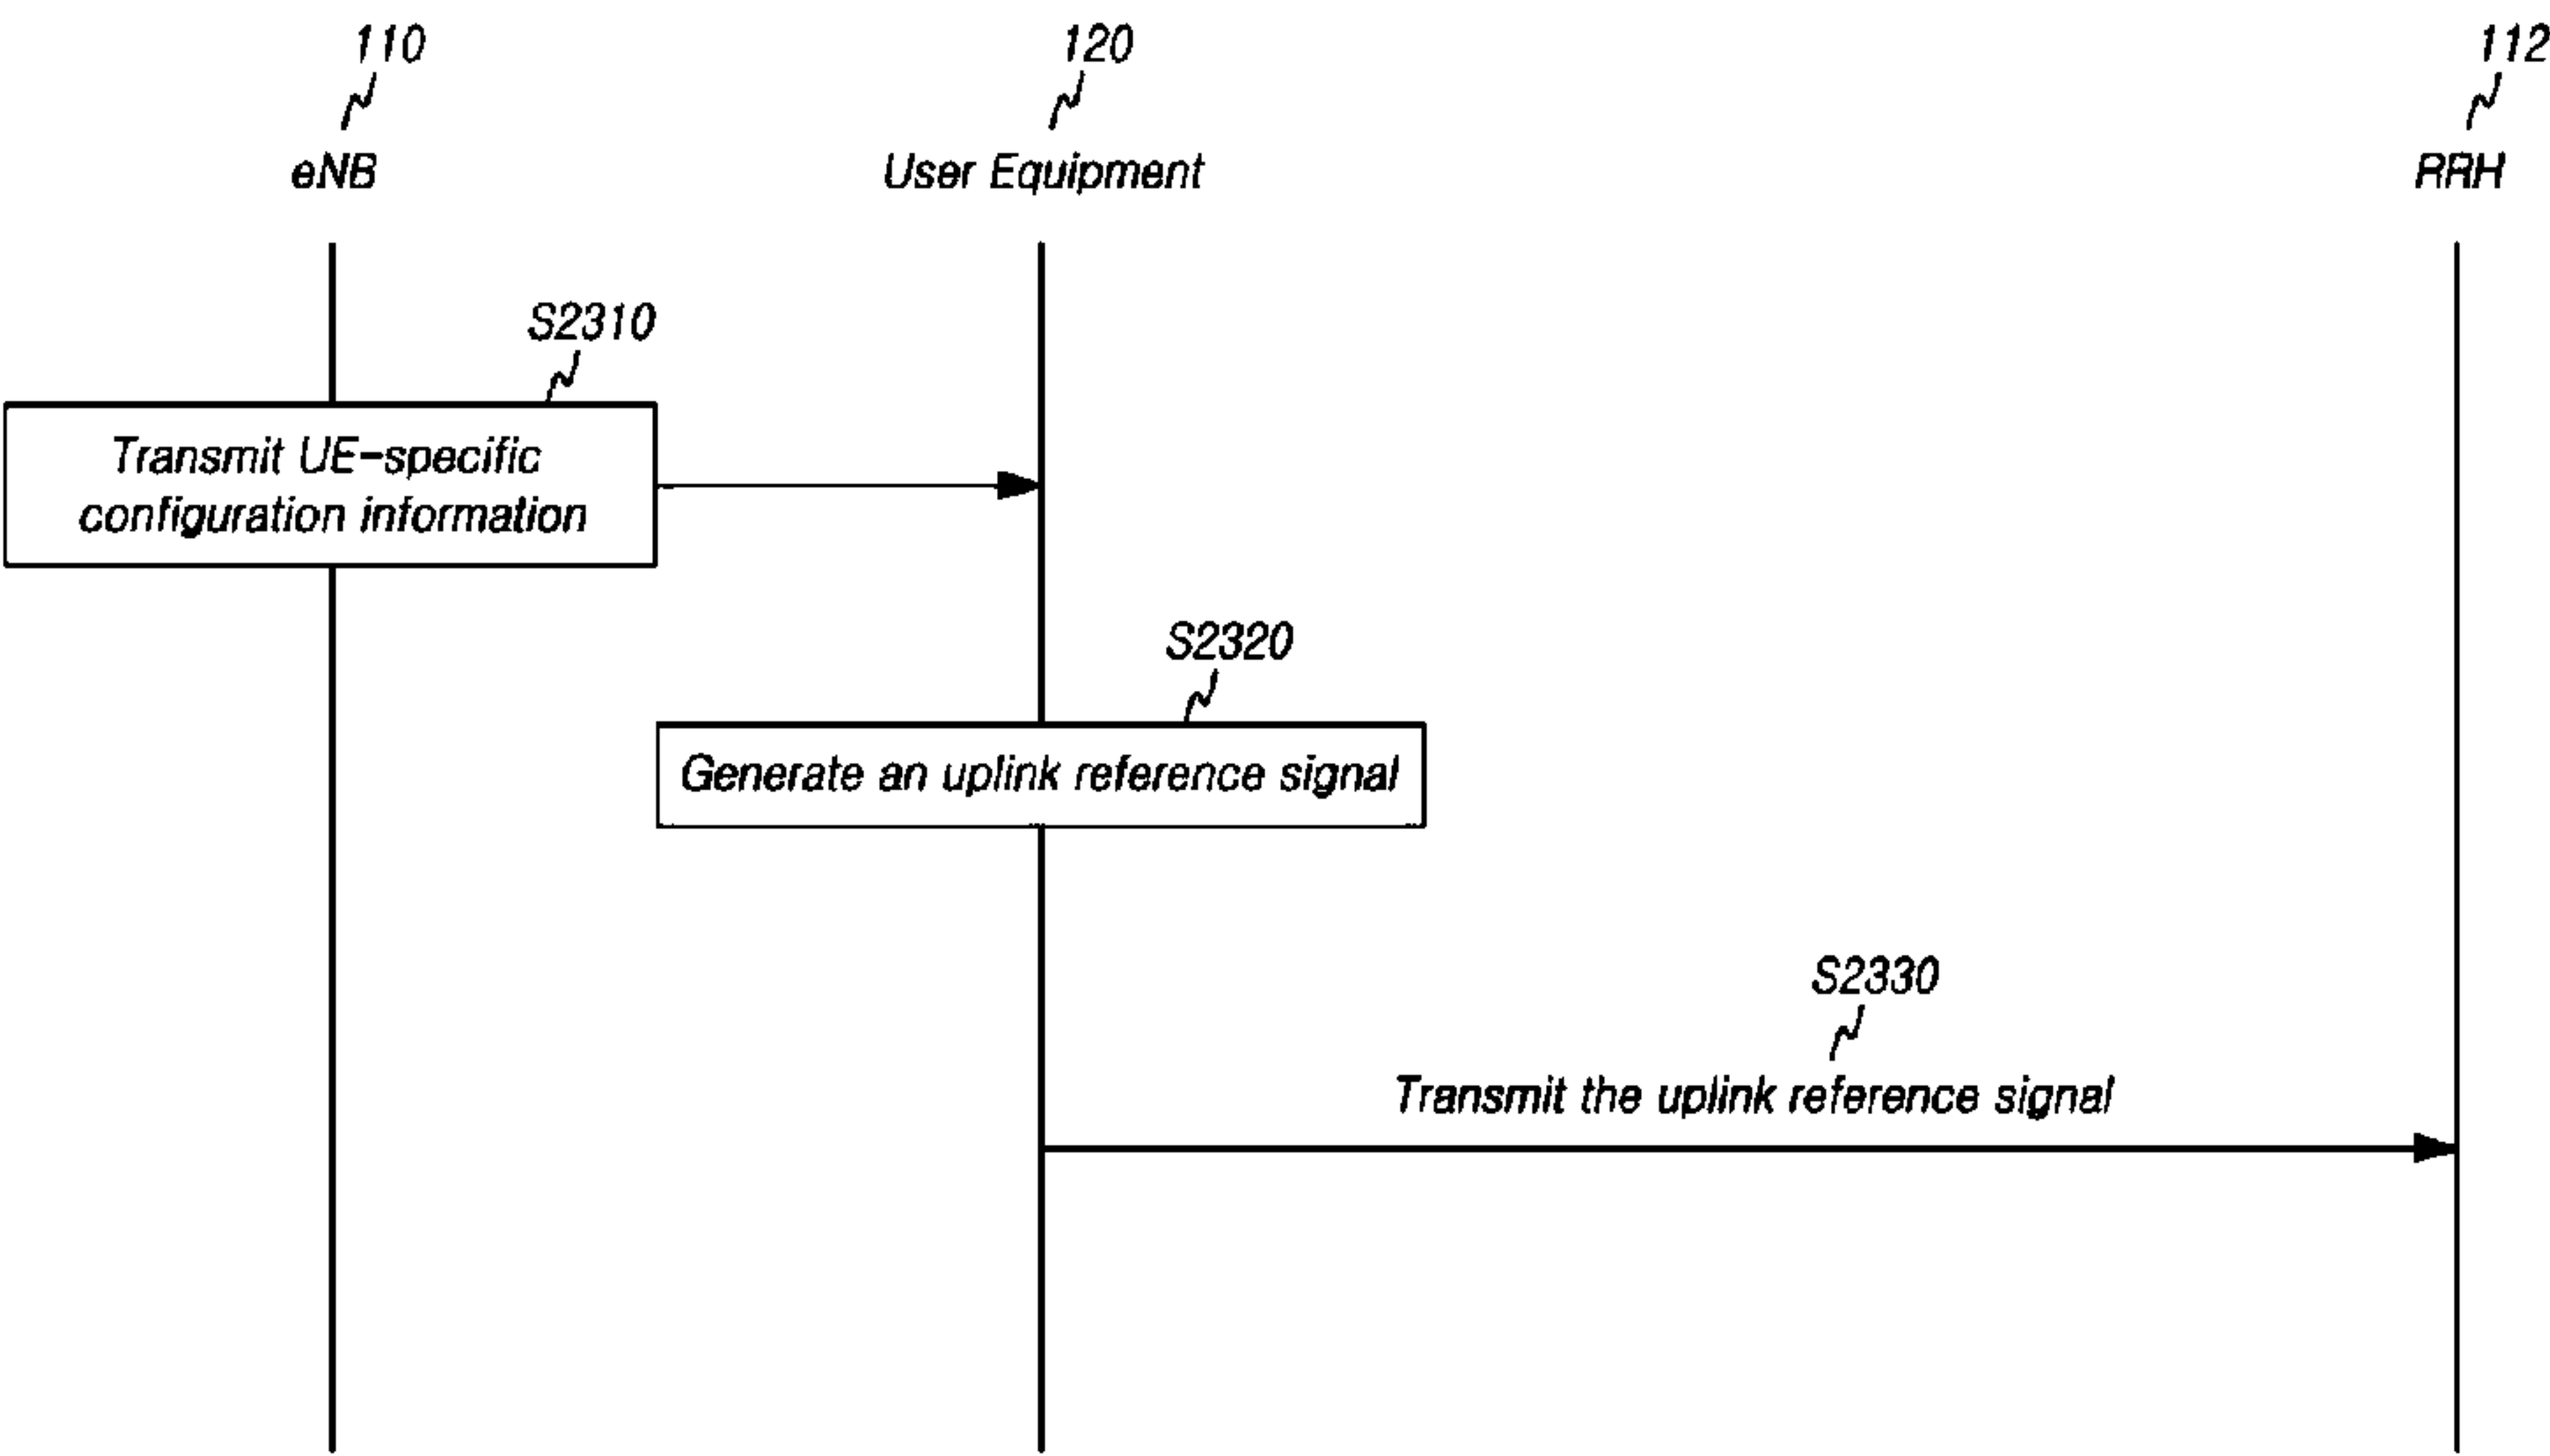 110
120
112
eNB
User Equipment
RRH
S2310
Transmit UE-specific
configuration information
S2320
Generate an uplink reference signal
S2330
Transmit the uplink reference signal